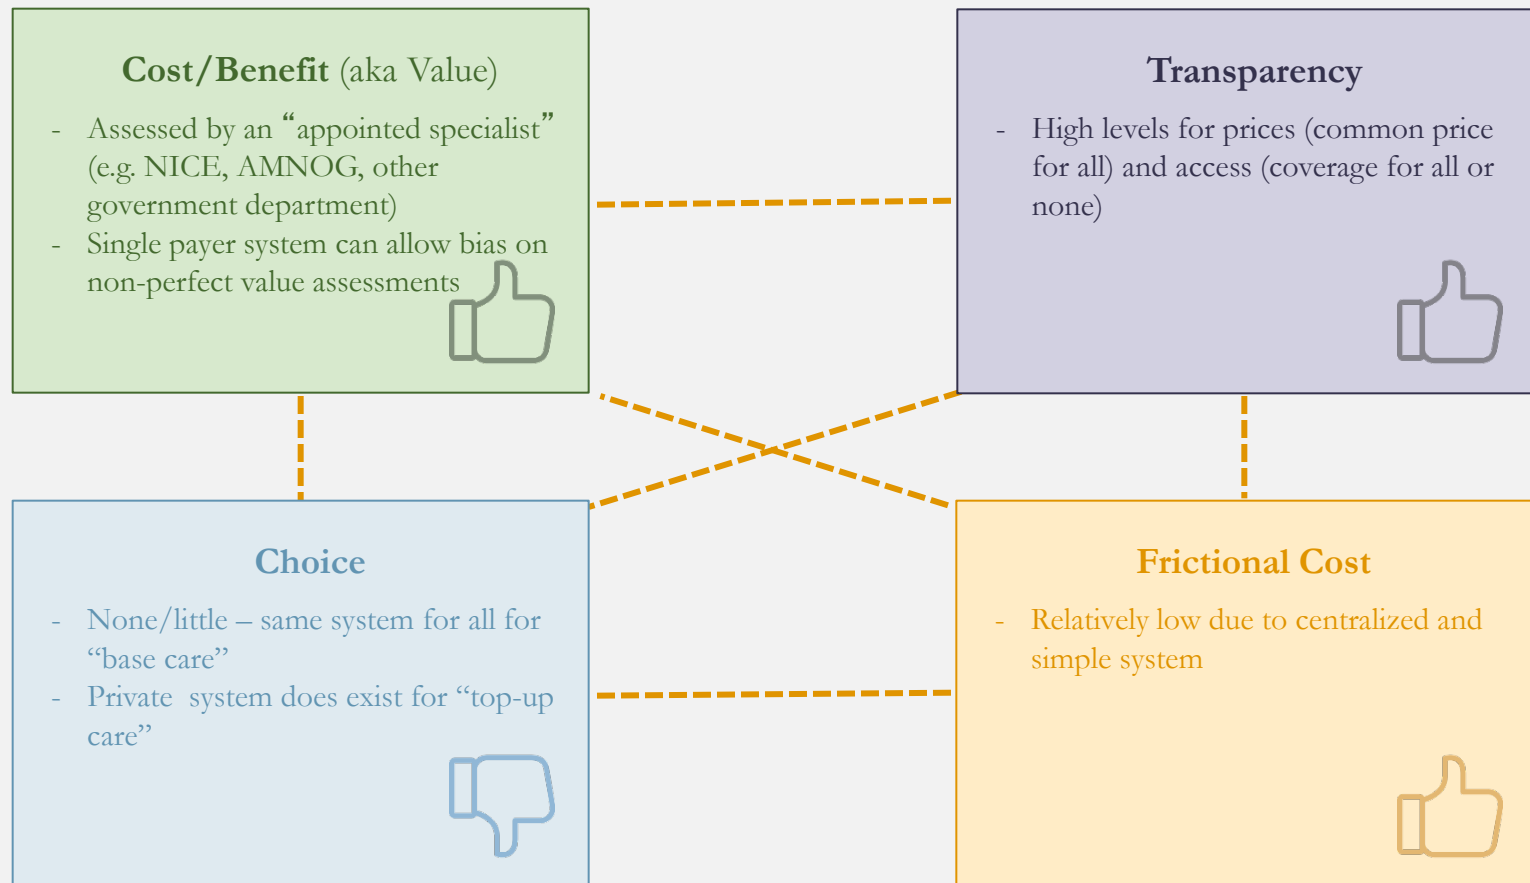 Cost/Benefit (aka Value)
- Assessed by an “appointed specialist”
(e.g. NICE, AMNOG, other
government department)
- Single payer system can allow bias on
non-perfect value assessments
Transparency
- High levels for prices (common price
for all) and access (coverage for all or
none)
Choice
- None/little – same system for all for
“base care”
- Private  system does exist for “top-up
care”
Frictional Cost
- Relatively low due to centralized and
simple system